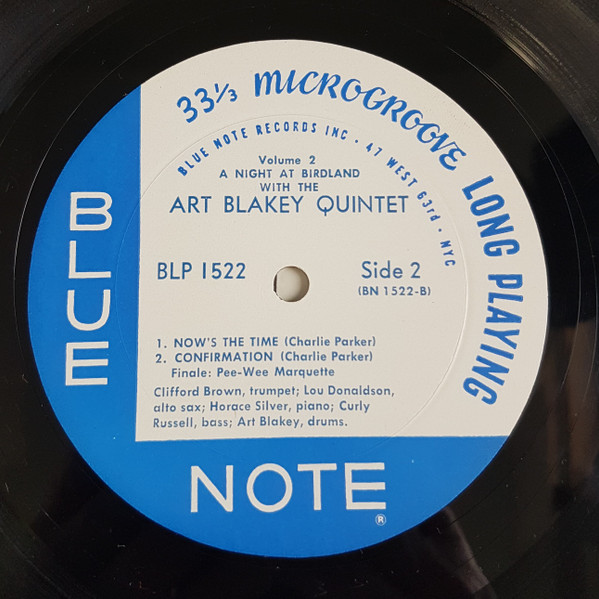 33⅓ MICROGROOVE LONG PLAYING
BLUE NOTE RECORDS INC · 47 WEST 63rd · NYC
Volume 2
A NIGHT AT BIRDLAND
WITH THE
ART BLAKEY QUINTET
BLP 1522
Side 2
(BN 1522-B)
1. NOW'S THE TIME (Charlie Parker)
2. CONFIRMATION (Charlie Parker)
Finale: Pee-Wee Marquette
Clifford Brown, trumpet; Lou Donaldson,
alto sax; Horace Silver, piano; Curly
Russell, bass; Art Blakey, drums.
BLUE
NOTE
®